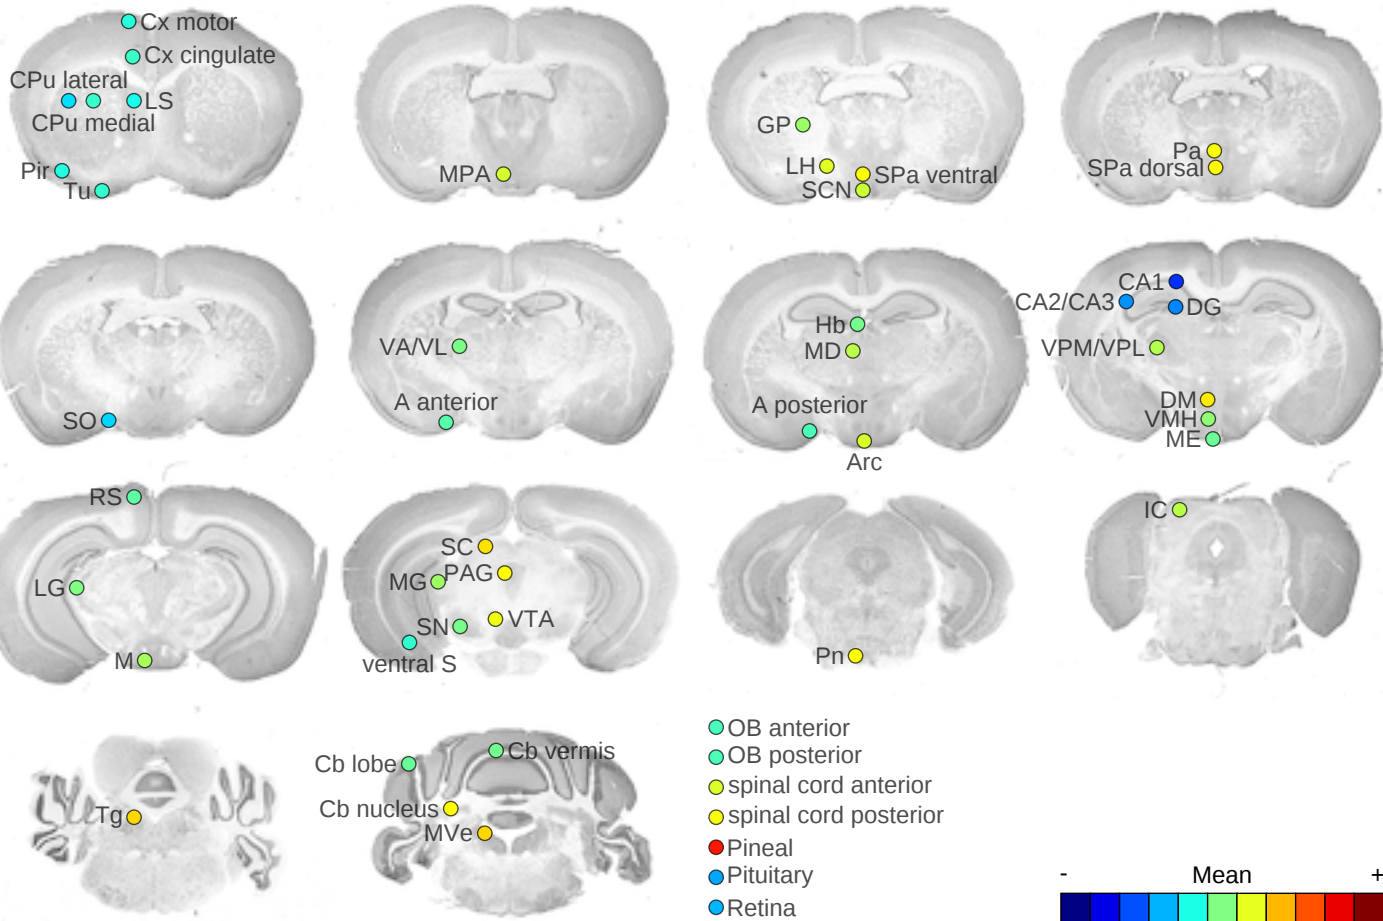 Cx motor
Cx cingulate
CPu lateral
LS
CPu medial
Pir
Tu
MPA
GP
LH
SPa ventral
SCN
Pa
SPa dorsal
SO
VA/VL
A anterior
Hb
MD
A posterior
Arc
CA1
CA2/CA3
DG
VPM/VPL
DM
VMH
ME
RS
LG
M
SC
PAG
MG
VTA
SN
ventral S
Pn
IC
Tg
Cb vermis
Cb lobe
Cb nucleus
MVe
OB anterior
OB posterior
spinal cord anterior
spinal cord posterior
Pineal
Pituitary
Retina
- Mean +